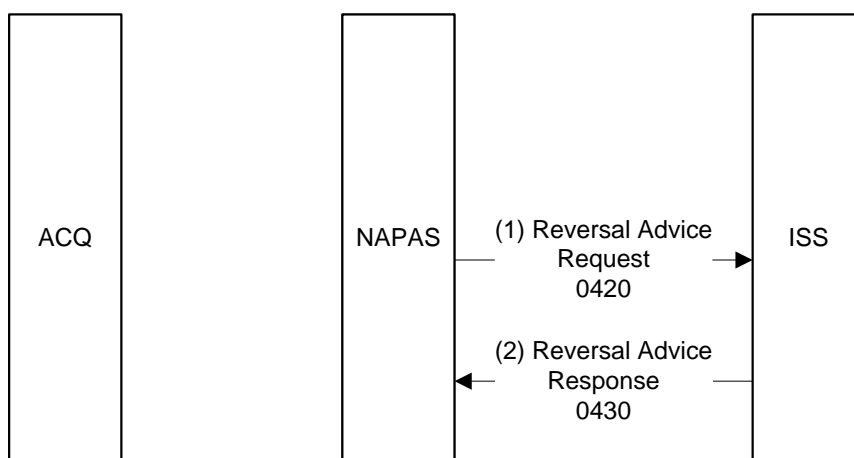 ACQ
NAPAS
(1) Reversal Advice
Request
0420
ISS
(2) Reversal Advice
Response
0430